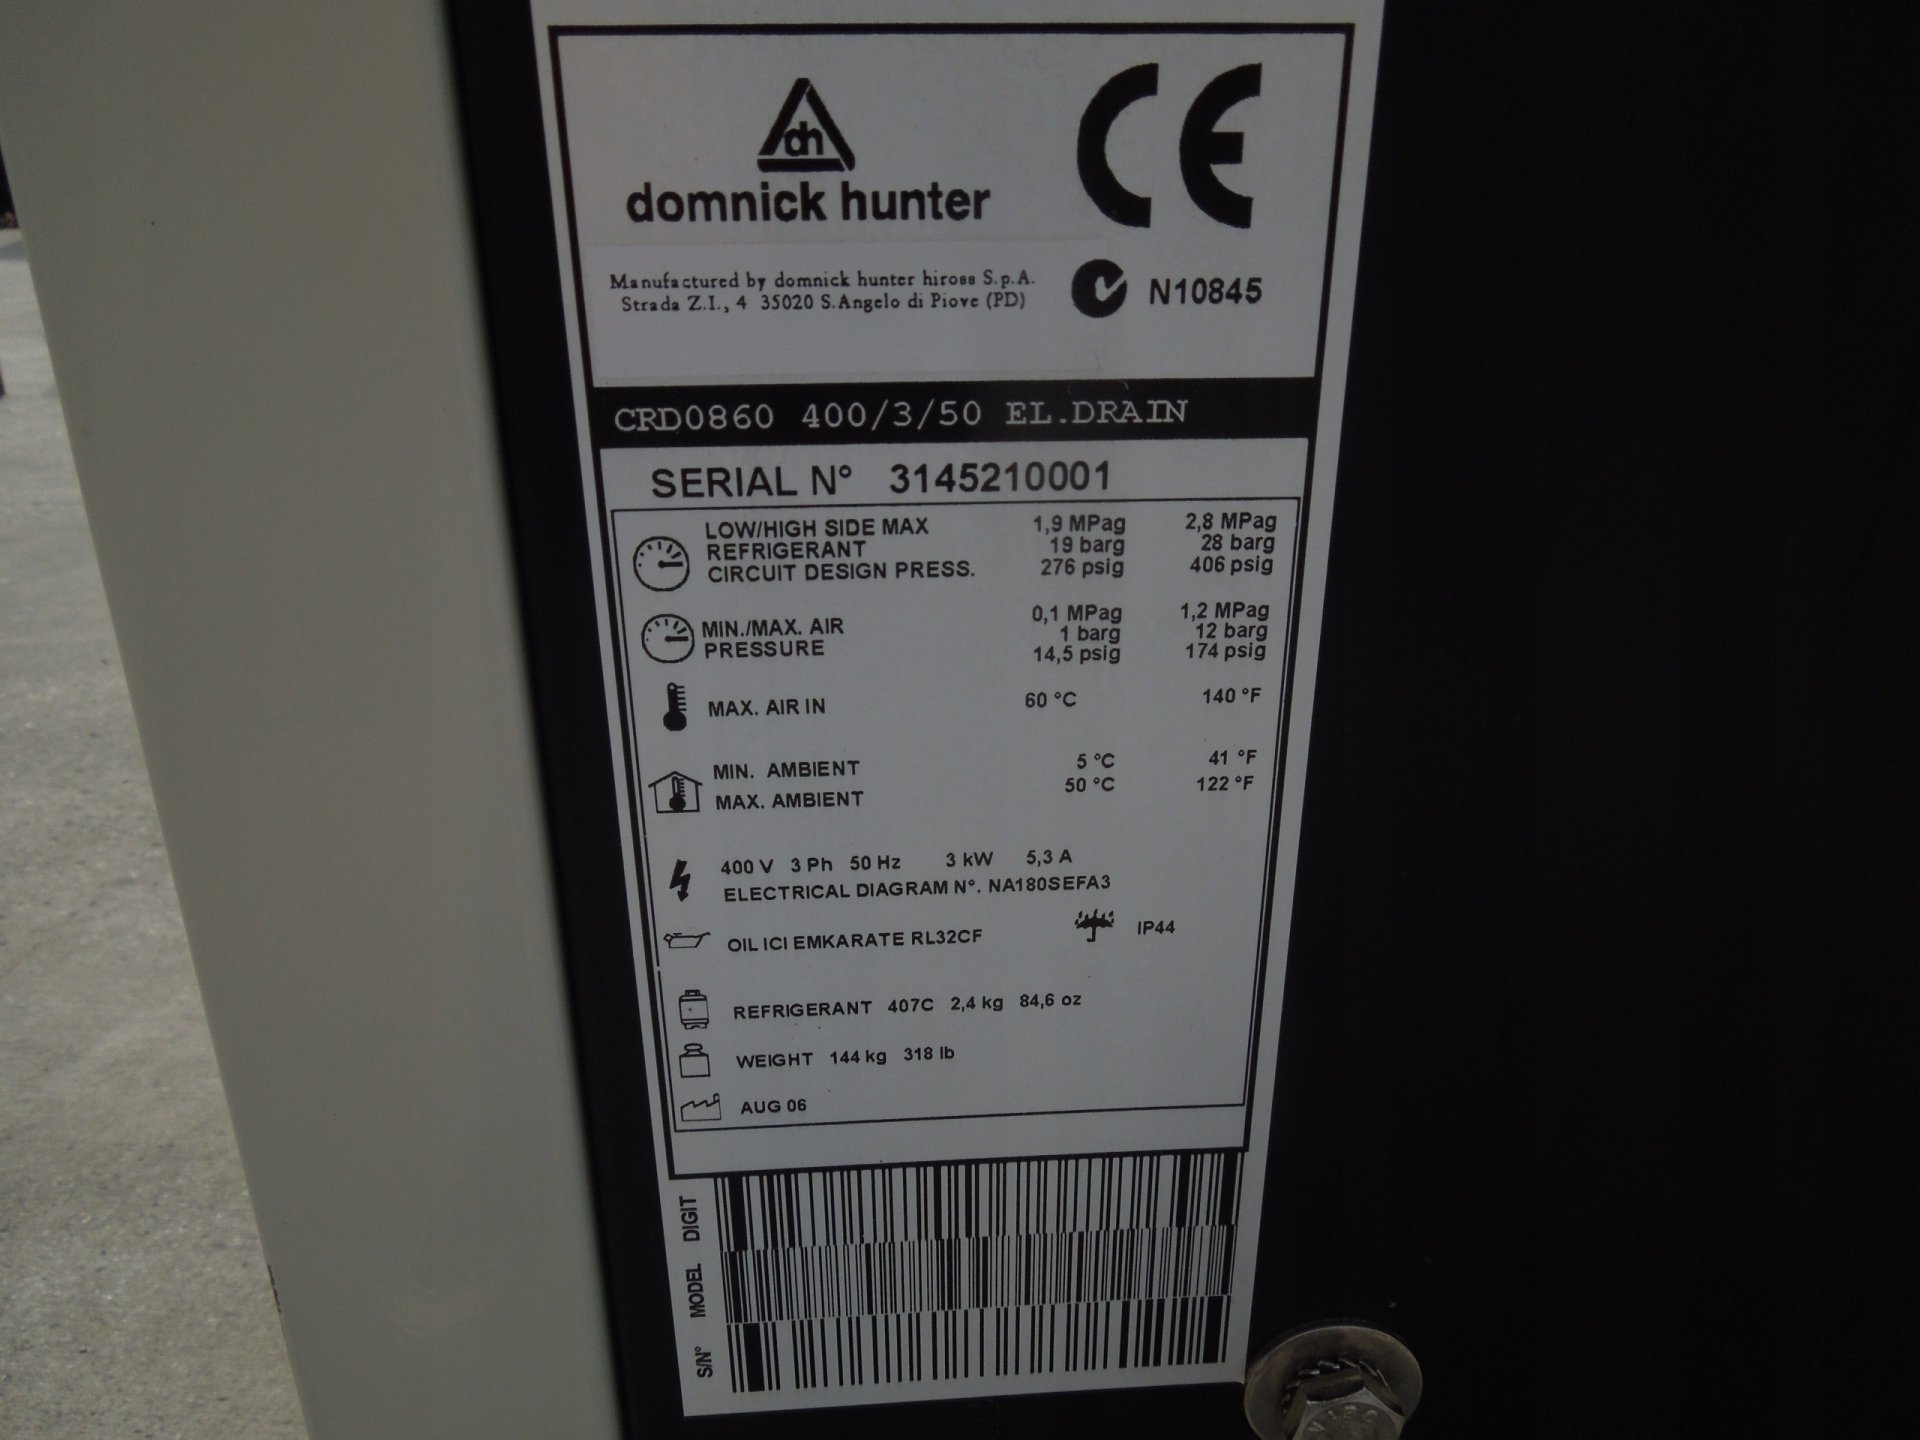 dh
domnick hunter
CE
Manufactured by domnick hunter hiross S.p.A.
Strada Z.I., 4 35020 S.Angelo di Piove (PD)
N10845
CRD0860 400/3/50 EL.DRAIN
SERIAL N° 3145210001
LOW/HIGH SIDE MAX 1,9 MPag 2,8 MPag
REFRIGERANT 19 barg 28 barg
CIRCUIT DESIGN PRESS. 276 psig 406 psig
0,1 MPag 1,2 MPag
MIN./MAX. AIR 1 barg 12 barg
PRESSURE 14,5 psig 174 psig
MAX. AIR IN 60 °C 140 °F
MIN. AMBIENT 5 °C 41 °F
MAX. AMBIENT 50 °C 122 °F
400 V 3 Ph 50 Hz 3 kW 5,3 A
ELECTRICAL DIAGRAM N°. NA180SEFA3
OIL ICI EMKARATE RL32CF IP44
REFRIGERANT 407C 2,4 kg 84,6 oz
WEIGHT 144 kg 318 lb
AUG 06
DIGIT
MODEL
S/N°